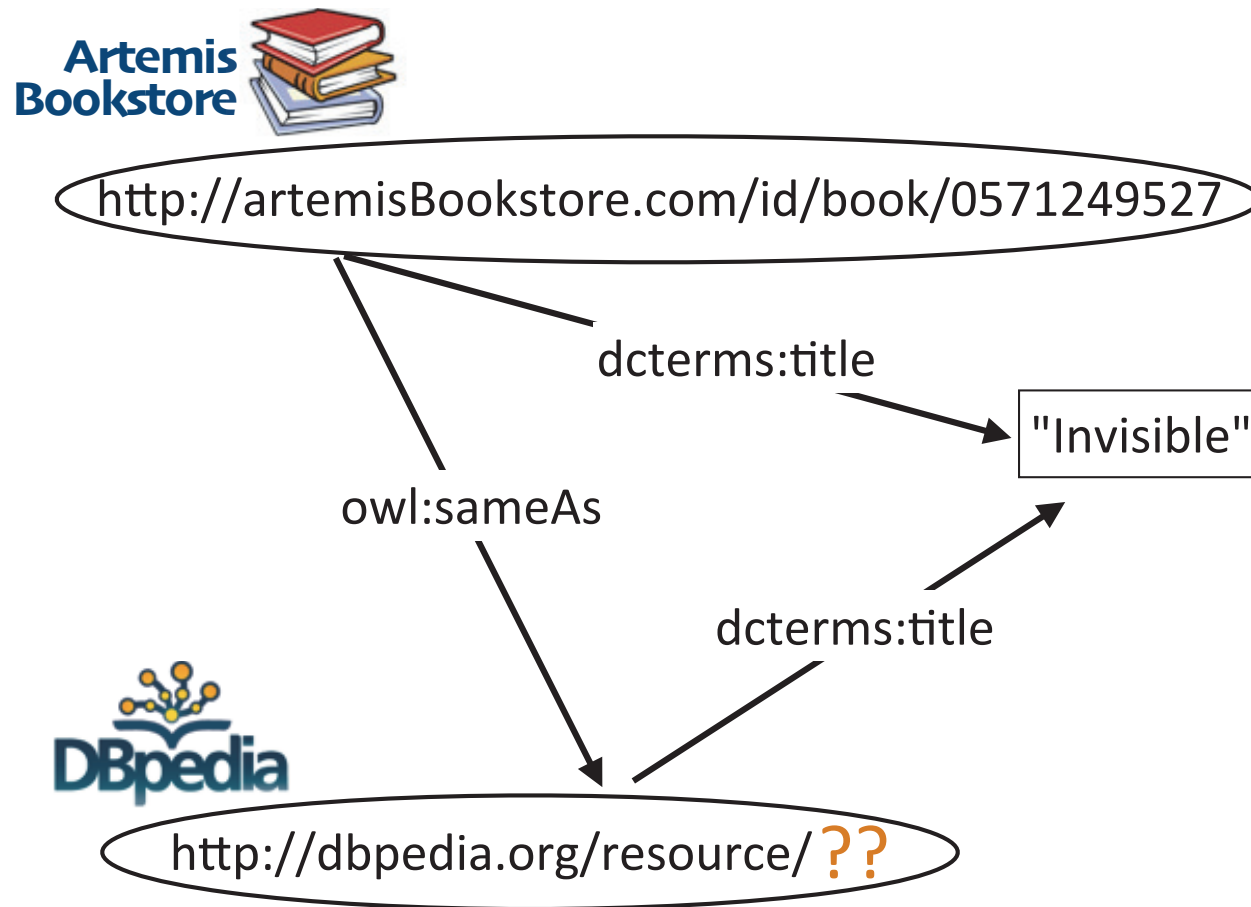 Artemis
Bookstore
http://artemisBookstore.com/id/book/0571249527
dcterms:title
"Invisible"
owl:sameAs
dcterms:title
DBpedia
http://dbpedia.org/resource/??